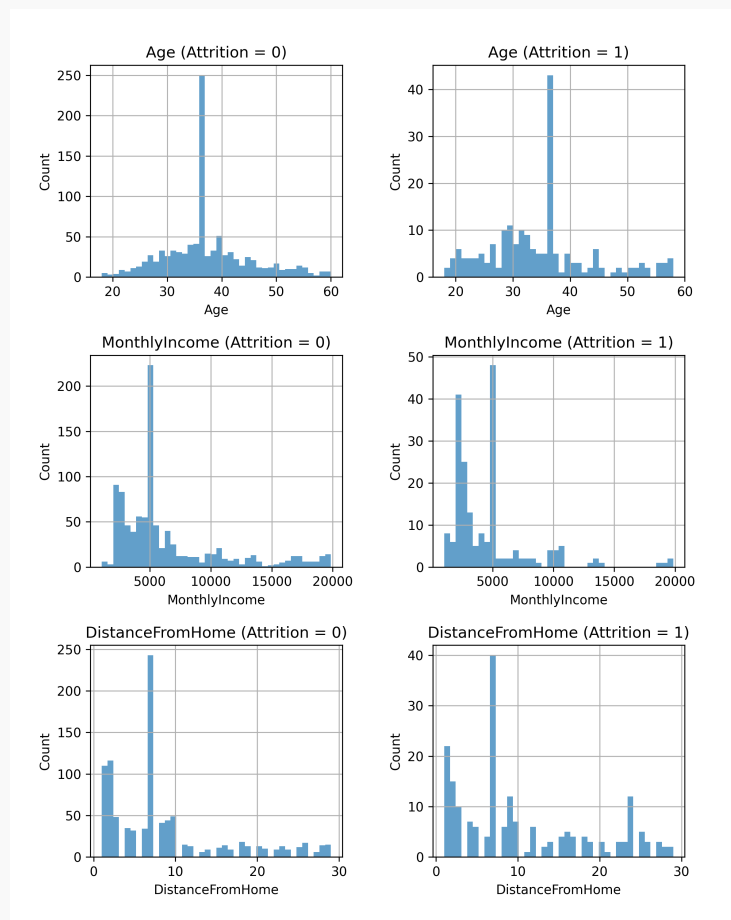 Age (Attrition = 0)
Count
250
200
150
100
50
0
20 30 40 50 60
Age
Age (Attrition = 1)
Count
40
30
20
10
0
20 30 40 50 60
Age
MonthlyIncome (Attrition = 0)
Count
200
150
100
50
0
5000 10000 15000 20000
MonthlyIncome
MonthlyIncome (Attrition = 1)
Count
50
40
30
20
10
0
5000 10000 15000 20000
MonthlyIncome
DistanceFromHome (Attrition = 0)
Count
250
200
150
100
50
0
0 10 20 30
DistanceFromHome
DistanceFromHome (Attrition = 1)
Count
40
30
20
10
0
0 10 20 30
DistanceFromHome